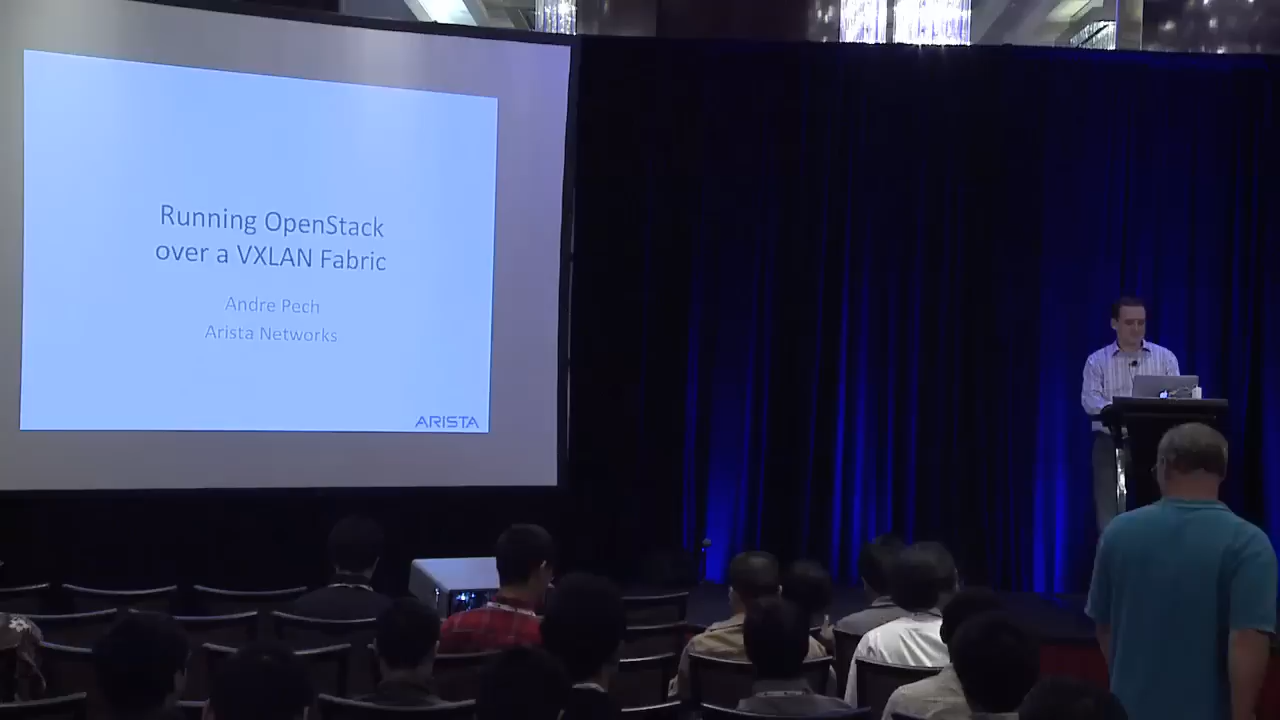 Running OpenStack
over a VXLAN Fabric
Andre Pech
Arista Networks
ARISTA